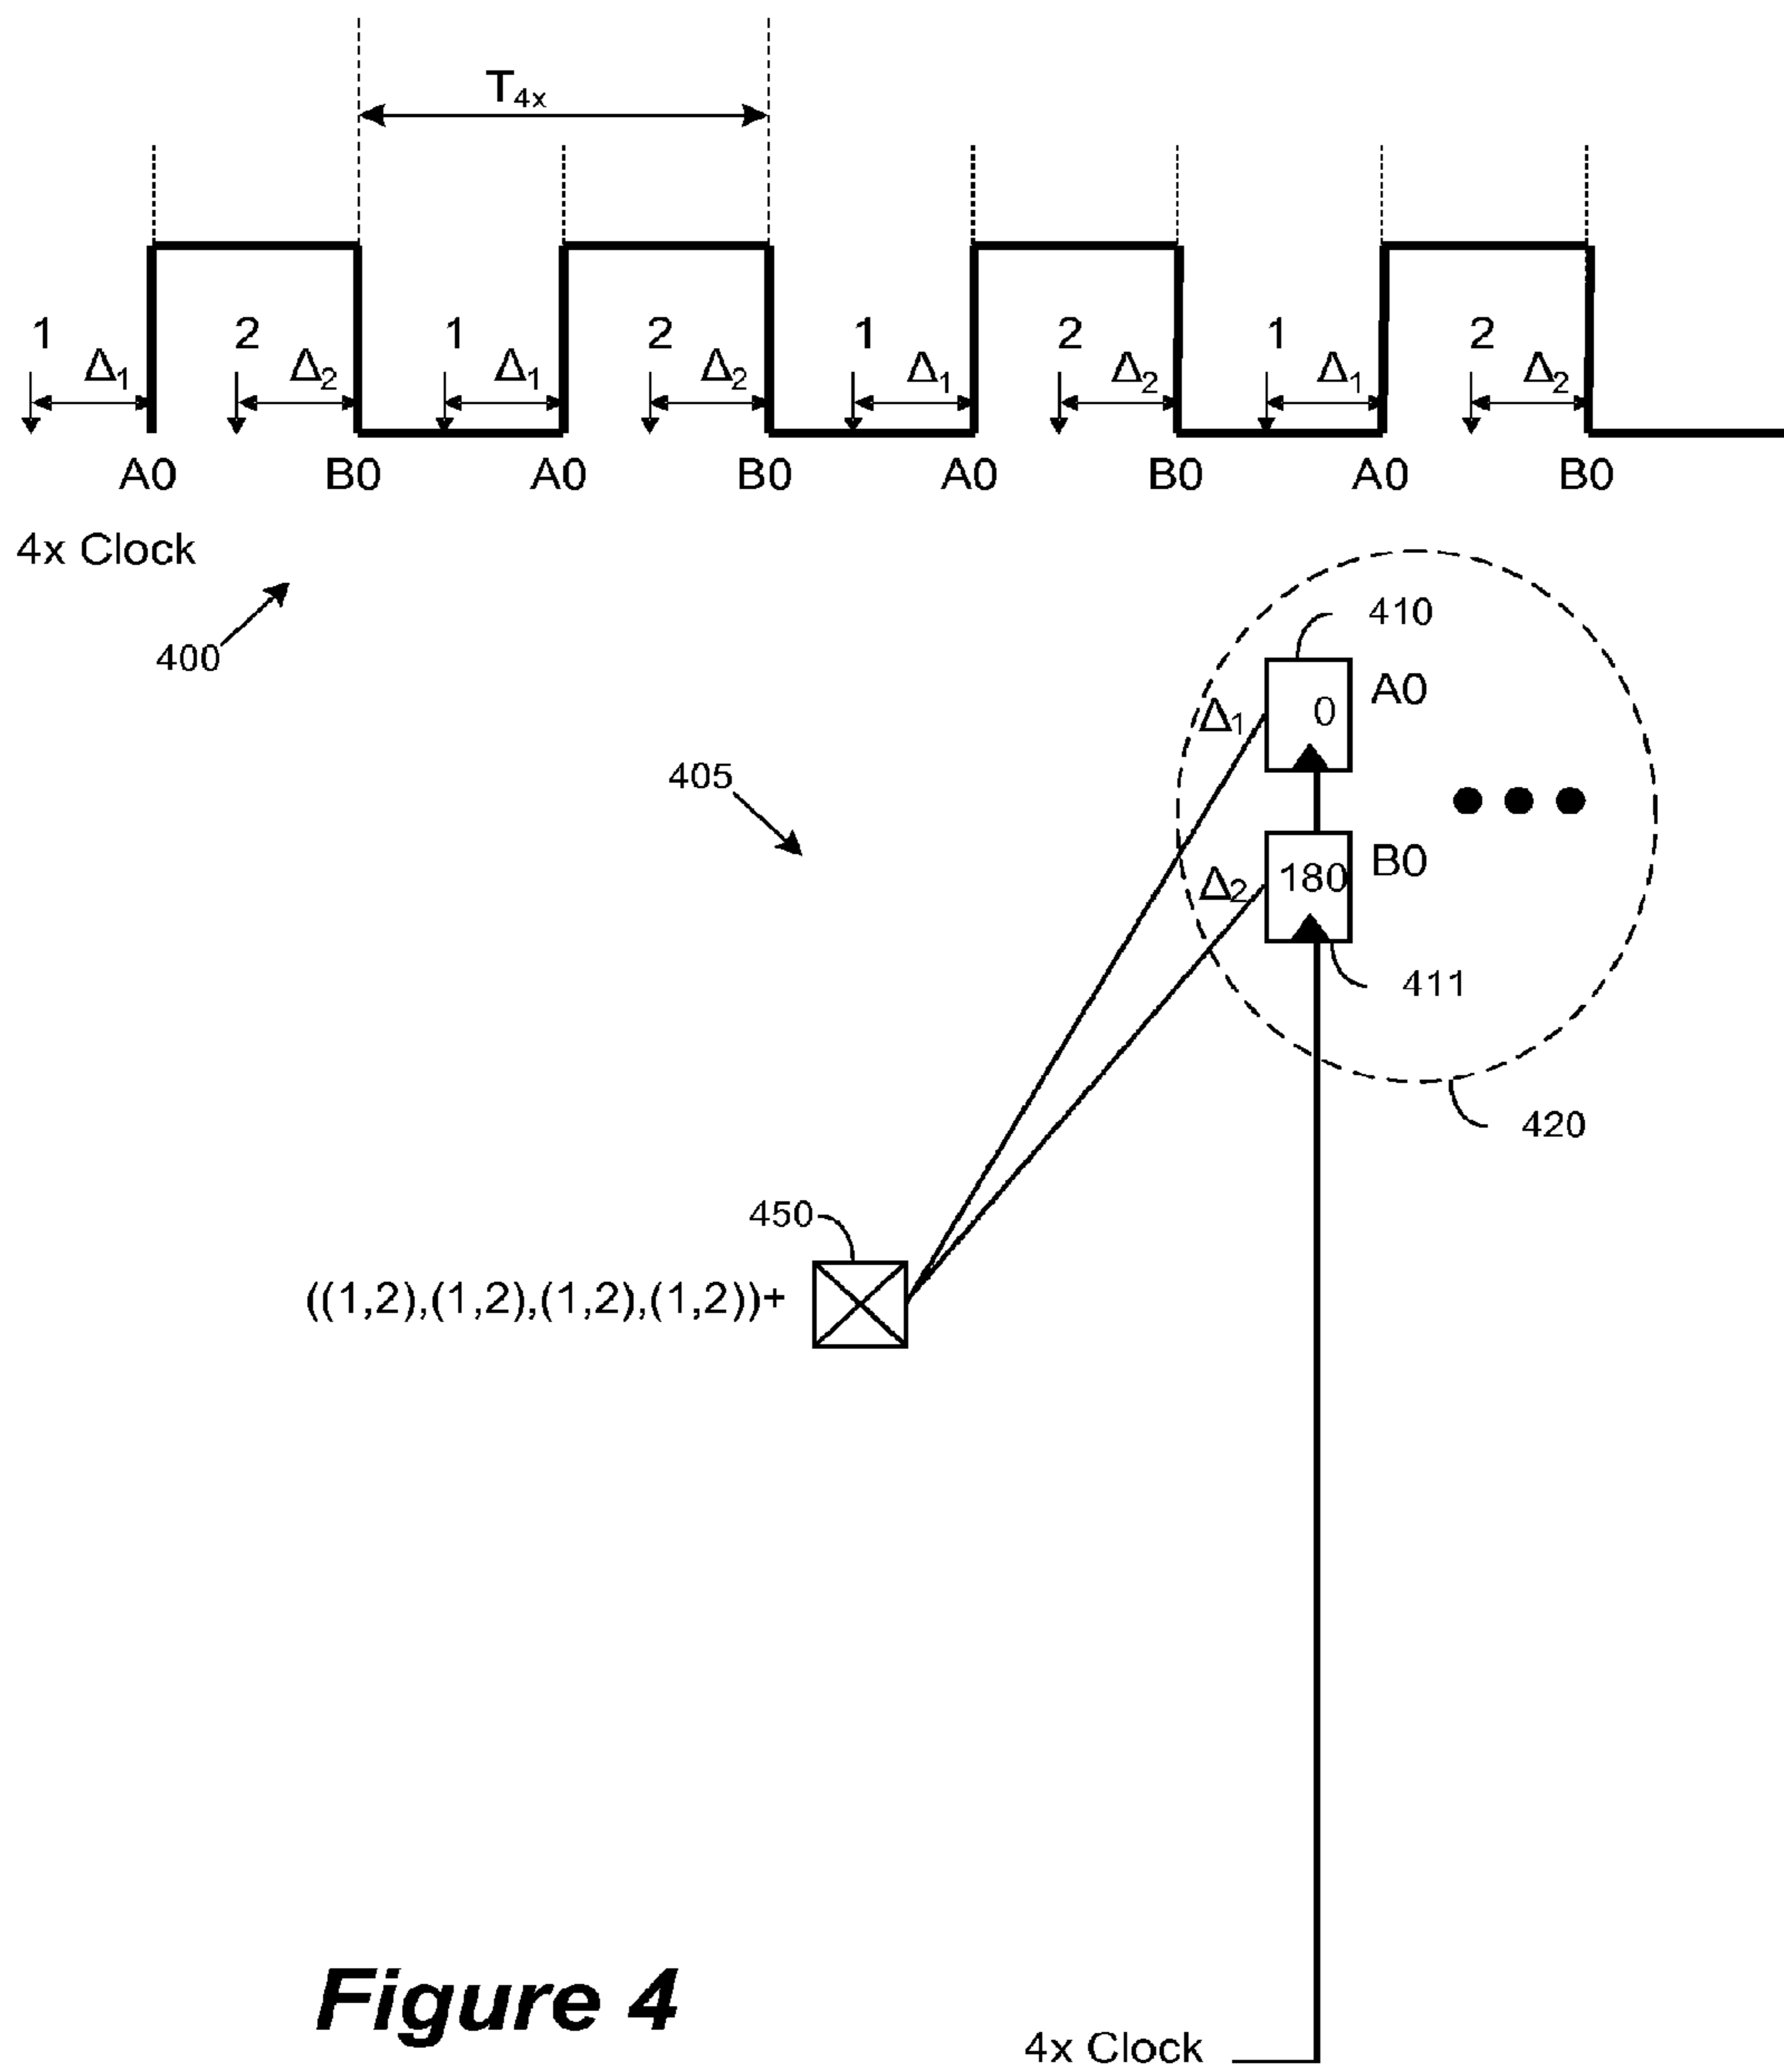 T4x
1 2 1 2 1 2 1 2
Δ1 Δ2 Δ1 Δ2 Δ1 Δ2 Δ1 Δ2
A0 B0 A0 B0 A0 B0 A0 B0
4x Clock
400
410
0 A0
Δ1
405
180 B0
Δ2
411
420
450
((1,2),(1,2),(1,2),(1,2))+
Figure 4
4x Clock